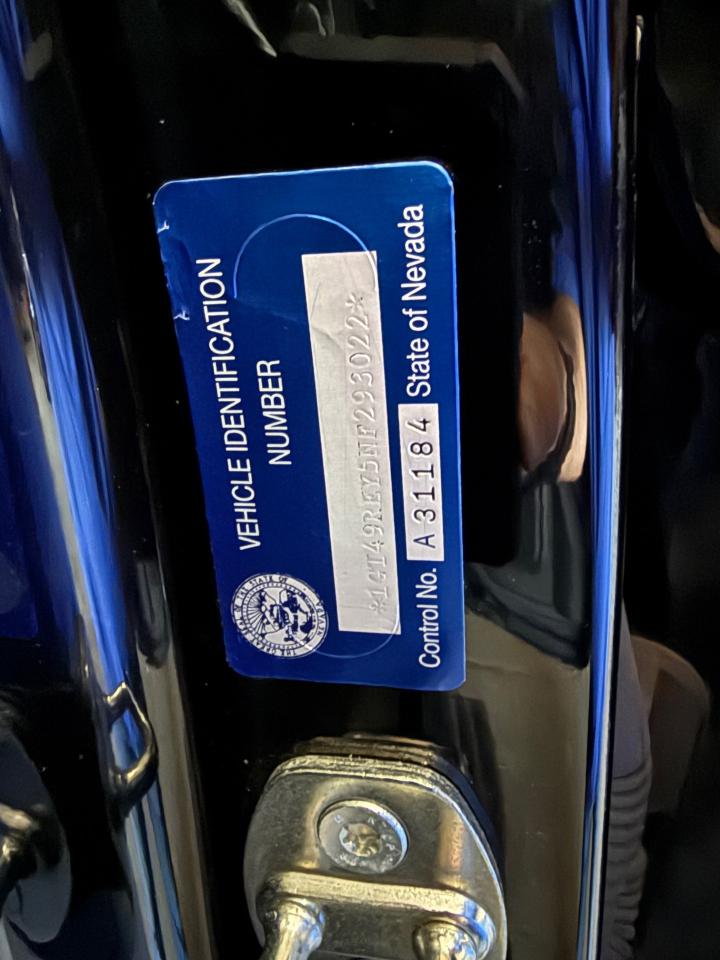 VEHICLE IDENTIFICATION
NUMBER
*1GT49REY5NF293022*
Control No. A 31184 State of Nevada